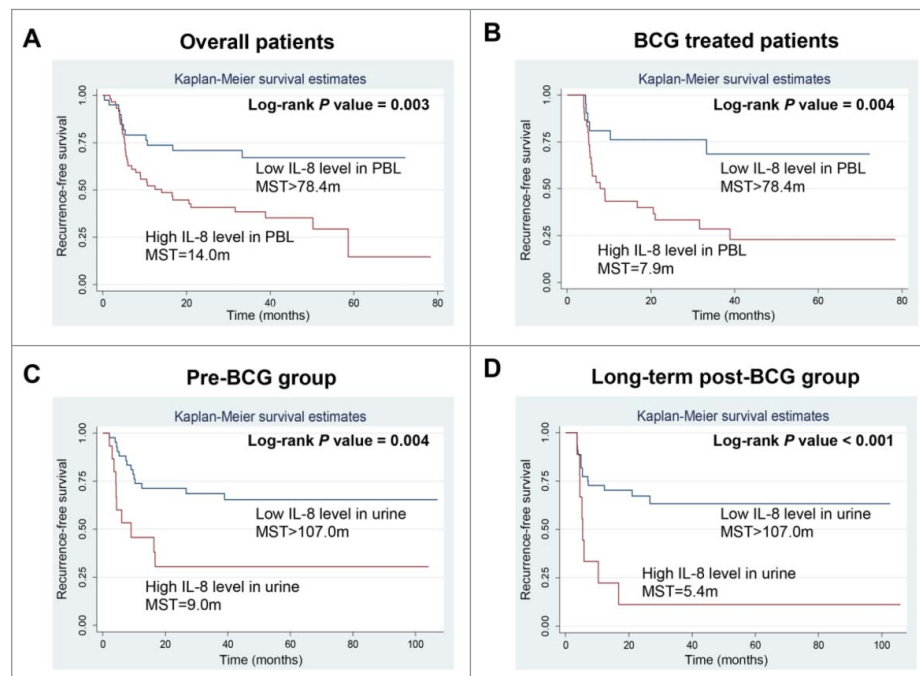 A
Overall patients
Kaplan-Meier survival estimates
Log-rank P value = 0.003
Recurrence-free survival
1.00
0.75
0.50
0.25
0.00
Low IL-8 level in PBL
MST>78.4m
High IL-8 level in PBL
MST=14.0m
0 20 40 60 80
Time (months)
B
BCG treated patients
Kaplan-Meier survival estimates
Log-rank P value = 0.004
Recurrence-free survival
1.00
0.75
0.50
0.25
0.00
Low IL-8 level in PBL
MST>78.4m
High IL-8 level in PBL
MST=7.9m
0 20 40 60 80
Time (months)
C
Pre-BCG group
Kaplan-Meier survival estimates
Log-rank P value = 0.004
Recurrence-free survival
1.00
0.75
0.50
0.25
0.00
Low IL-8 level in urine
MST>107.0m
High IL-8 level in urine
MST=9.0m
0 20 40 60 80 100
Time (months)
D
Long-term post-BCG group
Kaplan-Meier survival estimates
Log-rank P value < 0.001
Recurrence-free survival
1.00
0.75
0.50
0.25
0.00
Low IL-8 level in urine
MST>107.0m
High IL-8 level in urine
MST=5.4m
0 20 40 60 80 100
Time (months)